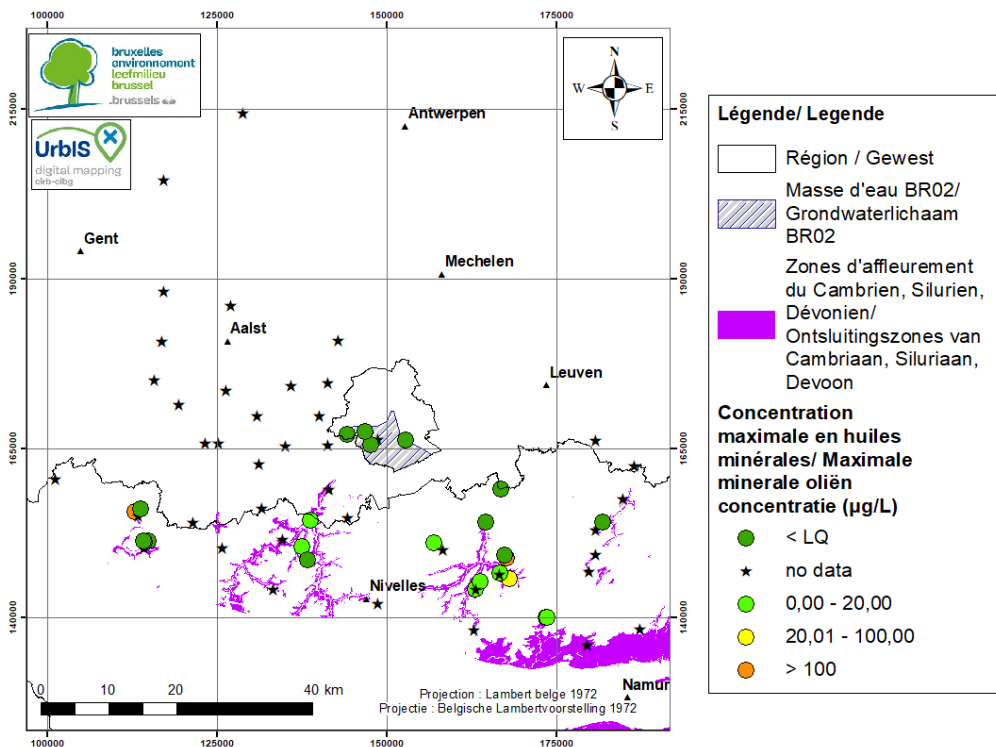 100000
125000
150000
175000
bruxelles
environnement
leefmilieu
brussel
.brussels
UrbIS
digital mapping
cirb-cibg
N
W
E
S
215000
215000
Antwerpen
Gent
Mechelen
190000
190000
Aalst
Leuven
165000
165000
Nivelles
140000
140000
Namur
0
10
20
40 km
Projection : Lambert belge 1972
Projectie : Belgische Lambertvoorstelling 1972
100000
125000
150000
175000
Légende/ Legende
Région / Gewest
Masse d'eau BR02/
Grondwaterlichaam
BR02
Zones d'affleurement
du Cambrien, Silurien,
Dévonien/
Ontsluitingszones van
Cambriaan, Siluriaan,
Devoon
Concentration
maximale en huiles
minérales/ Maximale
minerale oliën
concentratie (µg/L)
< LQ
no data
0,00 - 20,00
20,01 - 100,00
> 100